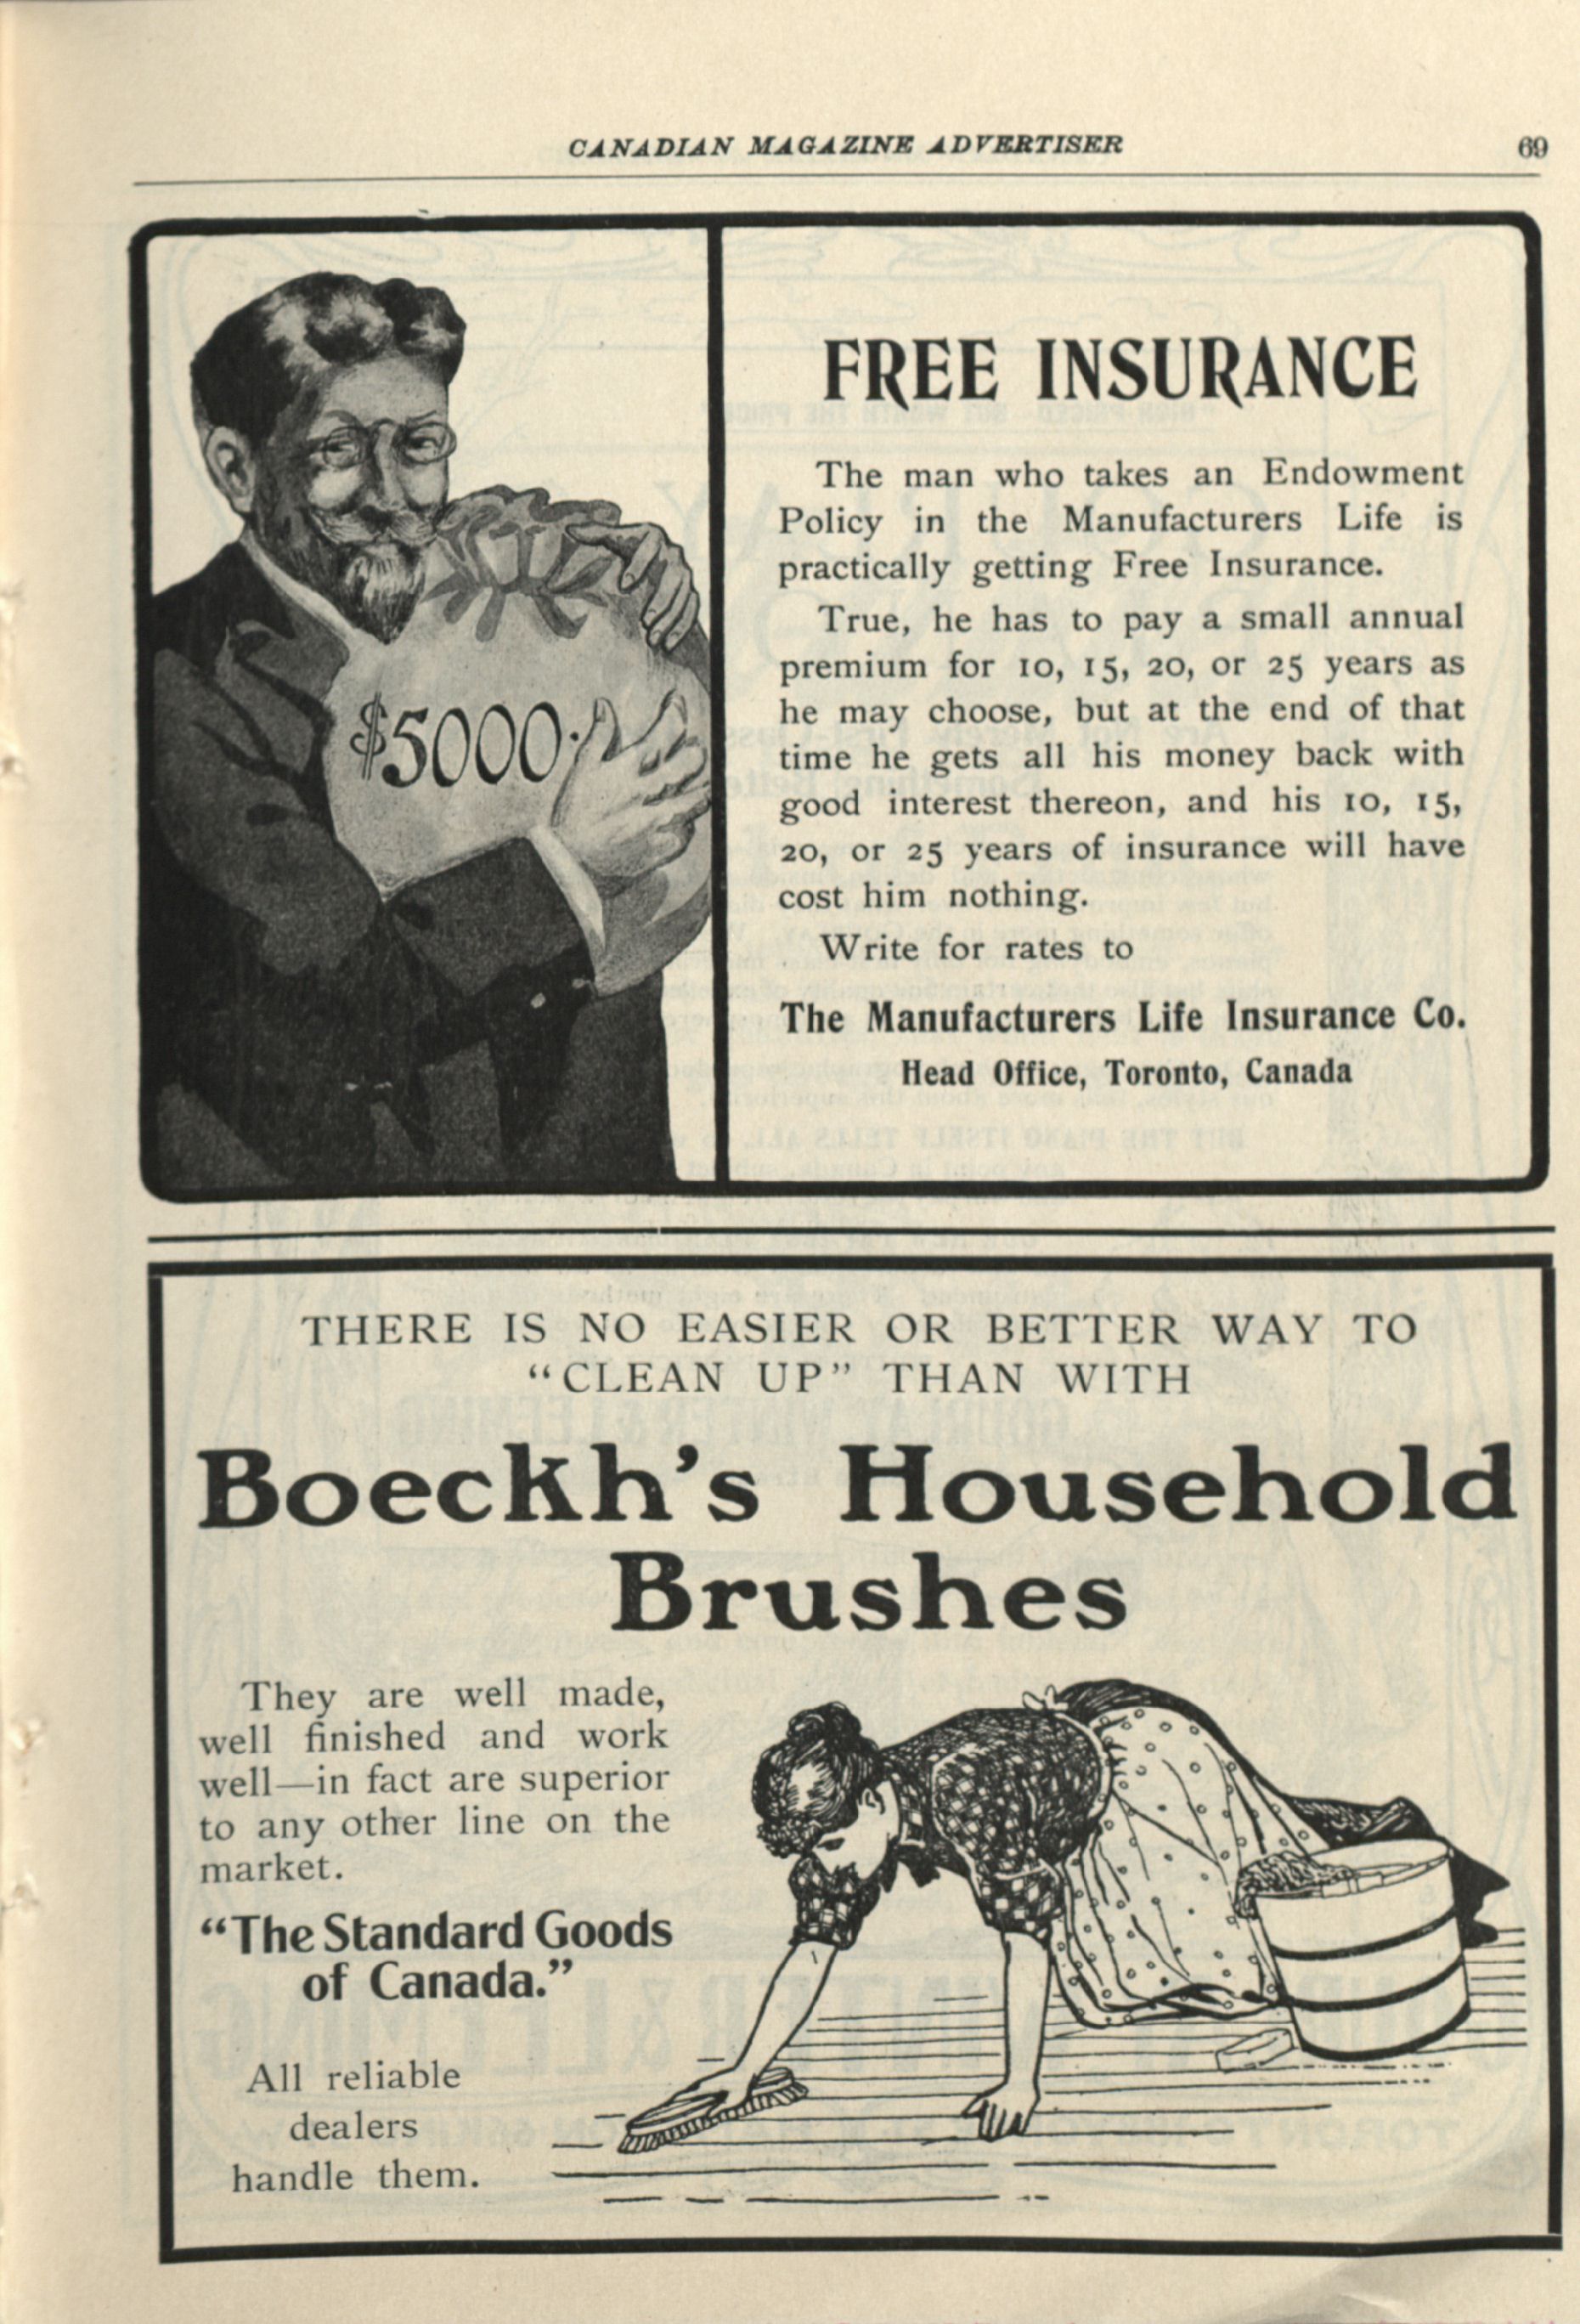 CANADIAN MAGAZINE ADVERTISER 69
$5000.
FREE INSURANCE
The man who takes an Endowment
Policy in the Manufacturers Life is
practically getting Free Insurance.
True, he has to pay a small annual
premium for 10, 15, 20, or 25 years as
he may choose, but at the end of that
time he gets all his money back with
good interest thereon, and his 10, 15,
20, or 25 years of insurance will have
cost him nothing.
Write for rates to
The Manufacturers Life Insurance Co.
Head Office, Toronto, Canada
THERE IS NO EASIER OR BETTER WAY TO
“CLEAN UP” THAN WITH
Boeckh’s Household
Brushes
They are well made,
well finished and work
well—in fact are superior
to any other line on the
market.
“The Standard Goods
of Canada.”
All reliable
dealers
handle them.